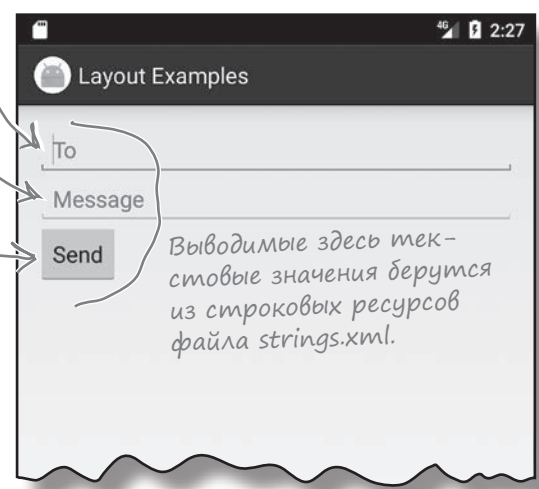 4G 2:27
Layout Examples
To
Message
Send
Выводимые здесь тек-
стовые значения берутся
из строковых ресурсов
файла strings.xml.